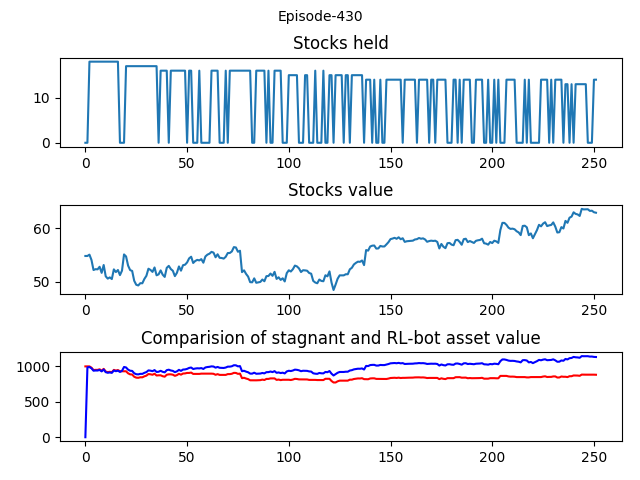 Episode-430
Stocks held
10
0
0 50 100 150 200 250
Stocks value
60
50
0 50 100 150 200 250
Comparision of stagnant and RL-bot asset value
1000
500
0
0 50 100 150 200 250